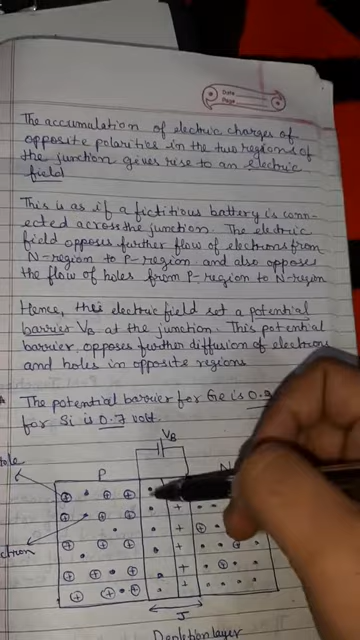 Date
Page
The accumulation of electric charges of
opposite polarities in the two regions of
the junction gives rise to an electric
field
This is as if a fictitious battery is conn-
ected across the junction. The electric
field opposes further flow of electrons from
N-region to P-region and also opposes
the flow of holes from P-region to N-region
Hence, this electric field set a potential
barrier VB at the junction. This potential
barrier opposes further diffusion of electrons
and holes in opposite regions
The potential barrier for Ge is
for Si is 0.7 volt.
VB
P
N
J
Depletion layer